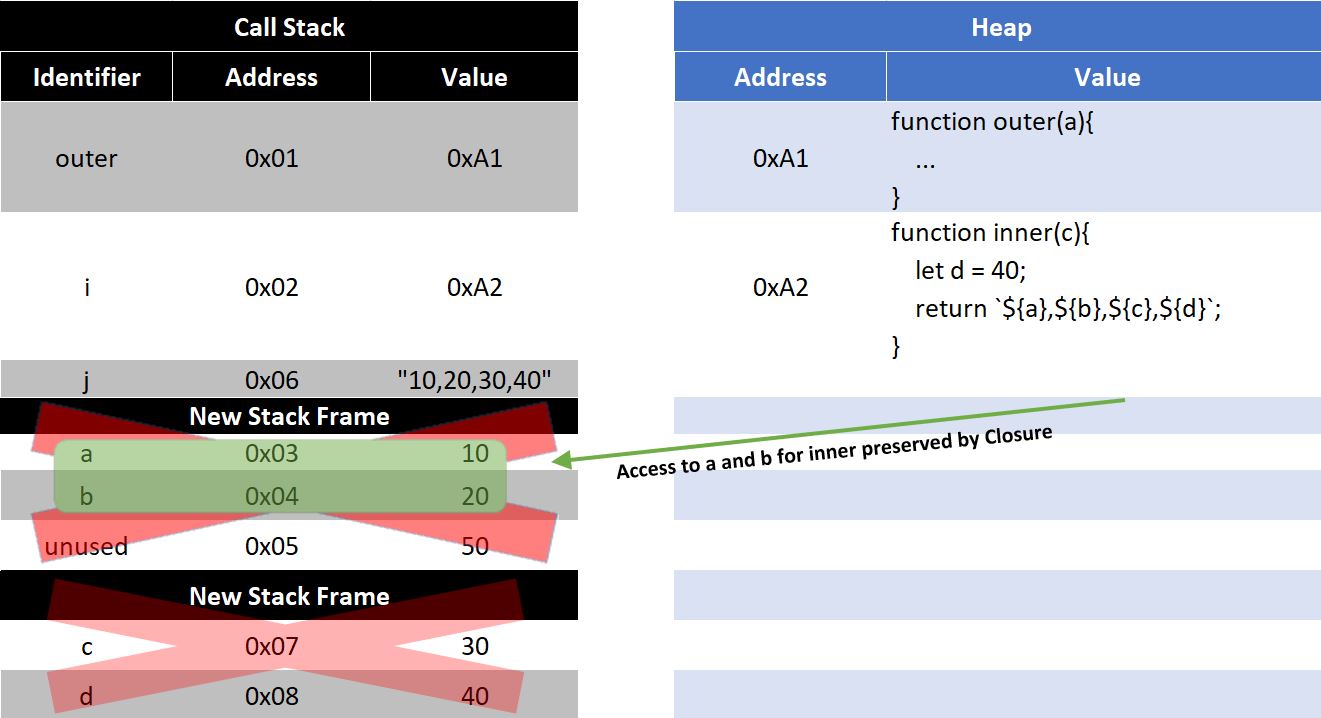 Call Stack
Identifier Address Value
outer 0x01 0xA1
i 0x02 0xA2
j 0x06 "10,20,30,40"
New Stack Frame
a 0x03 10
b 0x04 20
unused 0x05 50
New Stack Frame
c 0x07 30
d 0x08 40
Heap
Address Value
0xA1
function outer(a){
...
}
0xA2
function inner(c){
let d = 40;
return `${a},${b},${c},${d}`;
}
Access to a and b for inner preserved by Closure